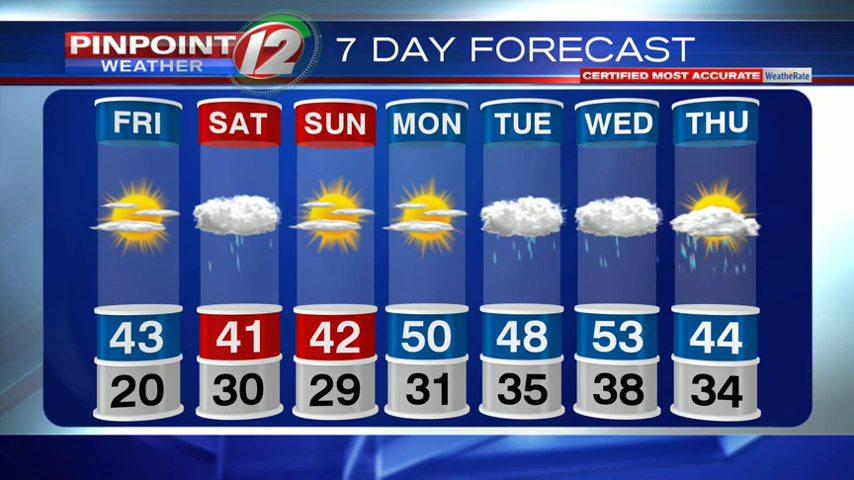 PINPOINT 12 7 DAY FORECAST
WEATHER
CERTIFIED MOST ACCURATE WeatheRate
FRI SAT SUN MON TUE WED THU
43 41 42 50 48 53 44
20 30 29 31 35 38 34